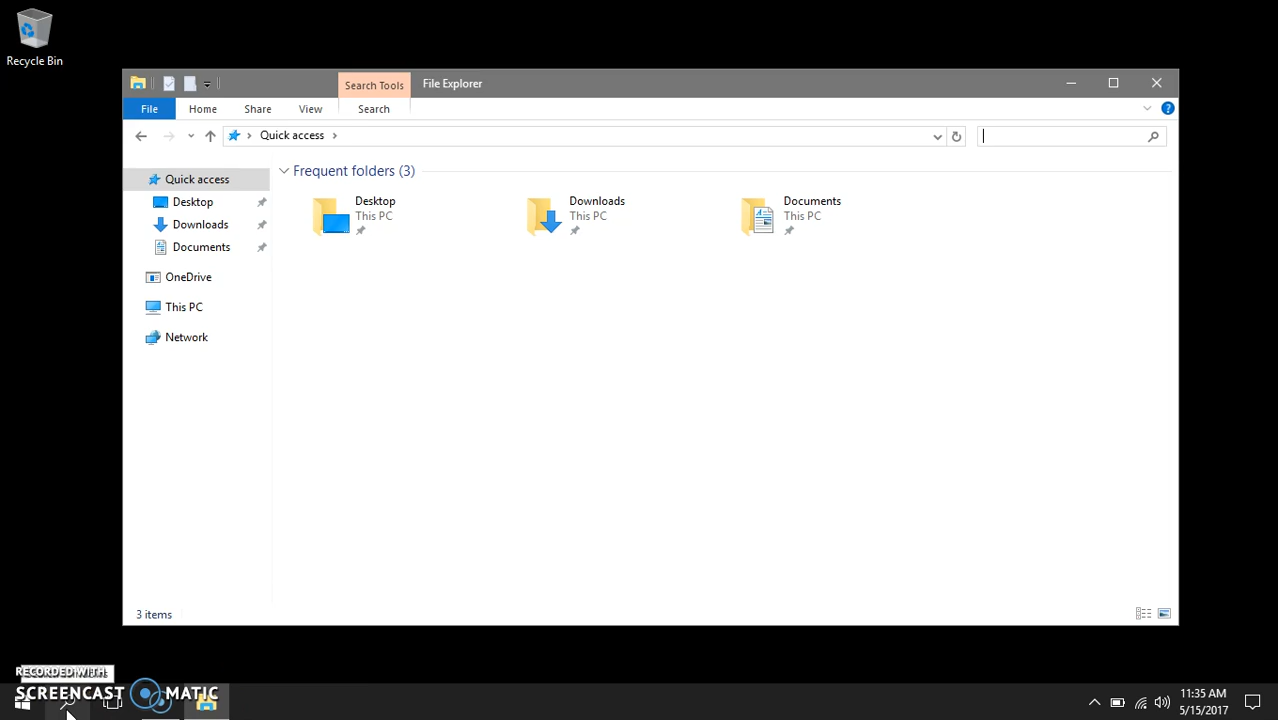 Recycle Bin
Search Tools
File Explorer
File
Home
Share
View
Search
Quick access
Frequent folders (3)
Quick access
Desktop
Downloads
Documents
OneDrive
This PC
Network
Desktop
This PC
Downloads
This PC
Documents
This PC
3 items
RECORDED WITH
SCREENCAST MATIC
11:35 AM
5/15/2017